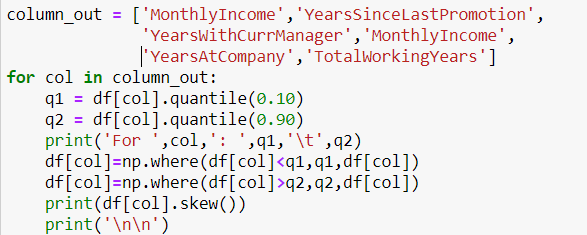 column_out = ['MonthlyIncome','YearsSinceLastPromotion',
              'YearsWithCurrManager','MonthlyIncome',
              'YearsAtCompany','TotalWorkingYears']
for col in column_out:
    q1 = df[col].quantile(0.10)
    q2 = df[col].quantile(0.90)
    print('For ',col,': ',q1,'\t',q2)
    df[col]=np.where(df[col]<q1,q1,df[col])
    df[col]=np.where(df[col]>q2,q2,df[col])
    print(df[col].skew())
    print('\n\n')